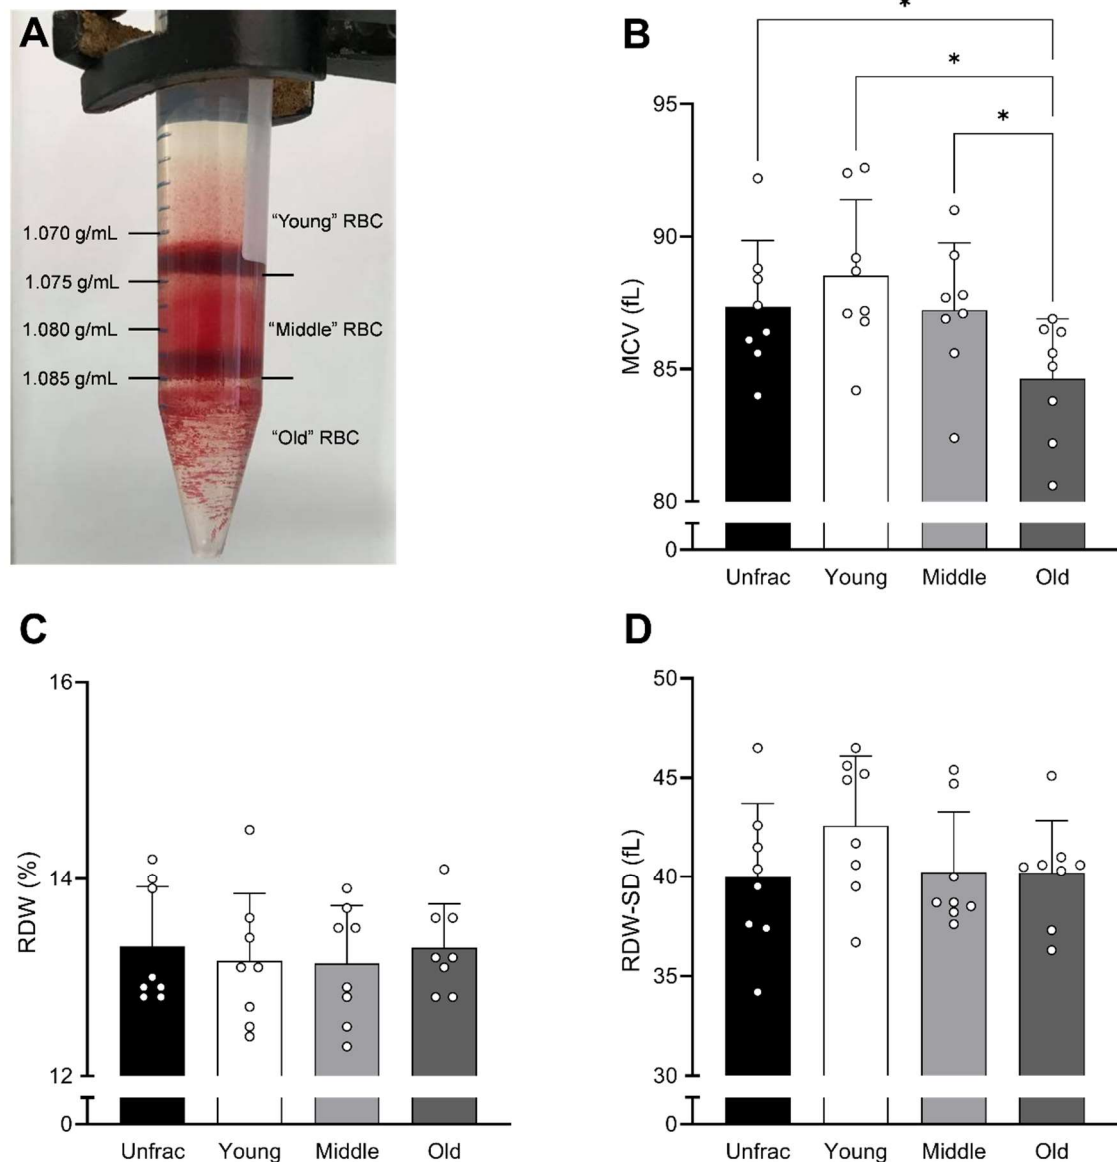 A
1.070 g/mL
1.075 g/mL
1.080 g/mL
1.085 g/mL
“Young” RBC
“Middle” RBC
“Old” RBC
B
*
*
*
MCV (fL)
95
90
85
80
0
Unfrac Young Middle Old
C
RDW (%)
16
14
12
0
Unfrac Young Middle Old
D
RDW-SD (fL)
50
45
40
35
30
0
Unfrac Young Middle Old